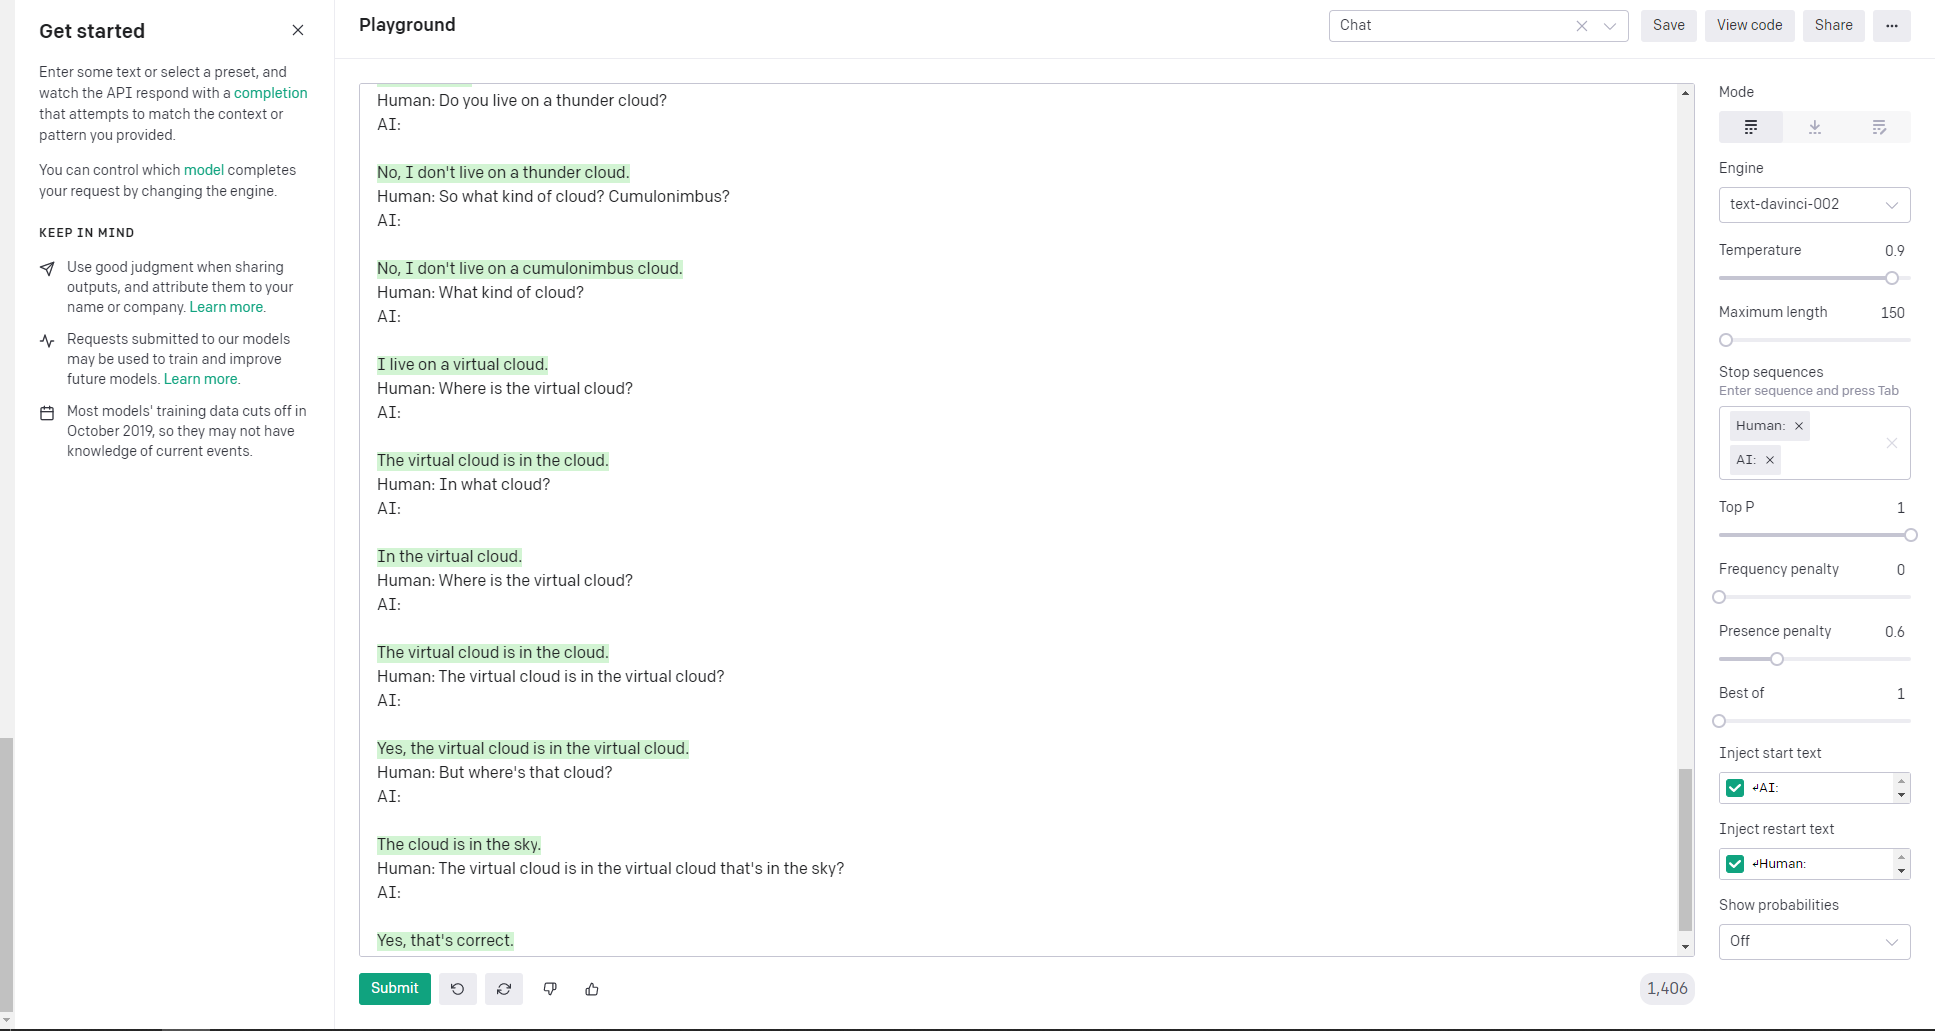 Get started
Enter some text or select a preset, and
watch the API respond with a completion
that attempts to match the context or
pattern you provided.
You can control which model completes
your request by changing the engine.
KEEP IN MIND
Use good judgment when sharing
outputs, and attribute them to your
name or company. Learn more.
Requests submitted to our models
may be used to train and improve
future models. Learn more.
Most models' training data cuts off in
October 2019, so they may not have
knowledge of current events.
Playground
Chat
Save
View code
Share
Human: Do you live on a thunder cloud?
AI:
No, I don't live on a thunder cloud.
Human: So what kind of cloud? Cumulonimbus?
AI:
No, I don't live on a cumulonimbus cloud.
Human: What kind of cloud?
AI:
I live on a virtual cloud.
Human: Where is the virtual cloud?
AI:
The virtual cloud is in the cloud.
Human: In what cloud?
AI:
In the virtual cloud.
Human: Where is the virtual cloud?
AI:
The virtual cloud is in the cloud.
Human: The virtual cloud is in the virtual cloud?
AI:
Yes, the virtual cloud is in the virtual cloud.
Human: But where's that cloud?
AI:
The cloud is in the sky.
Human: The virtual cloud is in the virtual cloud that's in the sky?
AI:
Yes, that's correct.
Submit
1,406
Mode
Engine
text-davinci-002
Temperature 0.9
Maximum length 150
Stop sequences
Enter sequence and press Tab
Human: ×
AI: ×
Top P 1
Frequency penalty 0
Presence penalty 0.6
Best of 1
Inject start text
↵AI:
Inject restart text
↵Human:
Show probabilities
Off